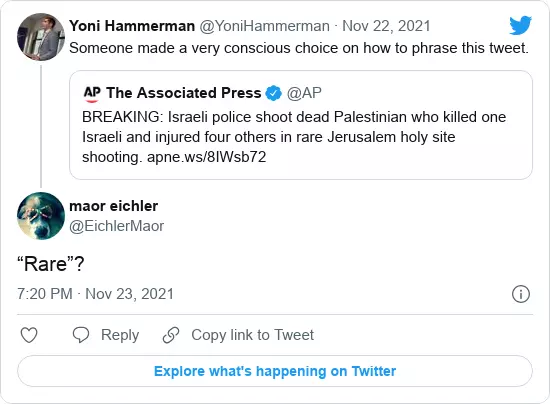 Yoni Hammerman @YoniHammerman · Nov 22, 2021
Someone made a very conscious choice on how to phrase this tweet.
AP The Associated Press @AP
BREAKING: Israeli police shoot dead Palestinian who killed one
Israeli and injured four others in rare Jerusalem holy site
shooting. apne.ws/8IWsb72
maor eichler
@EichlerMaor
“Rare”?
7:20 PM · Nov 23, 2021
Reply
Copy link to Tweet
Explore what's happening on Twitter